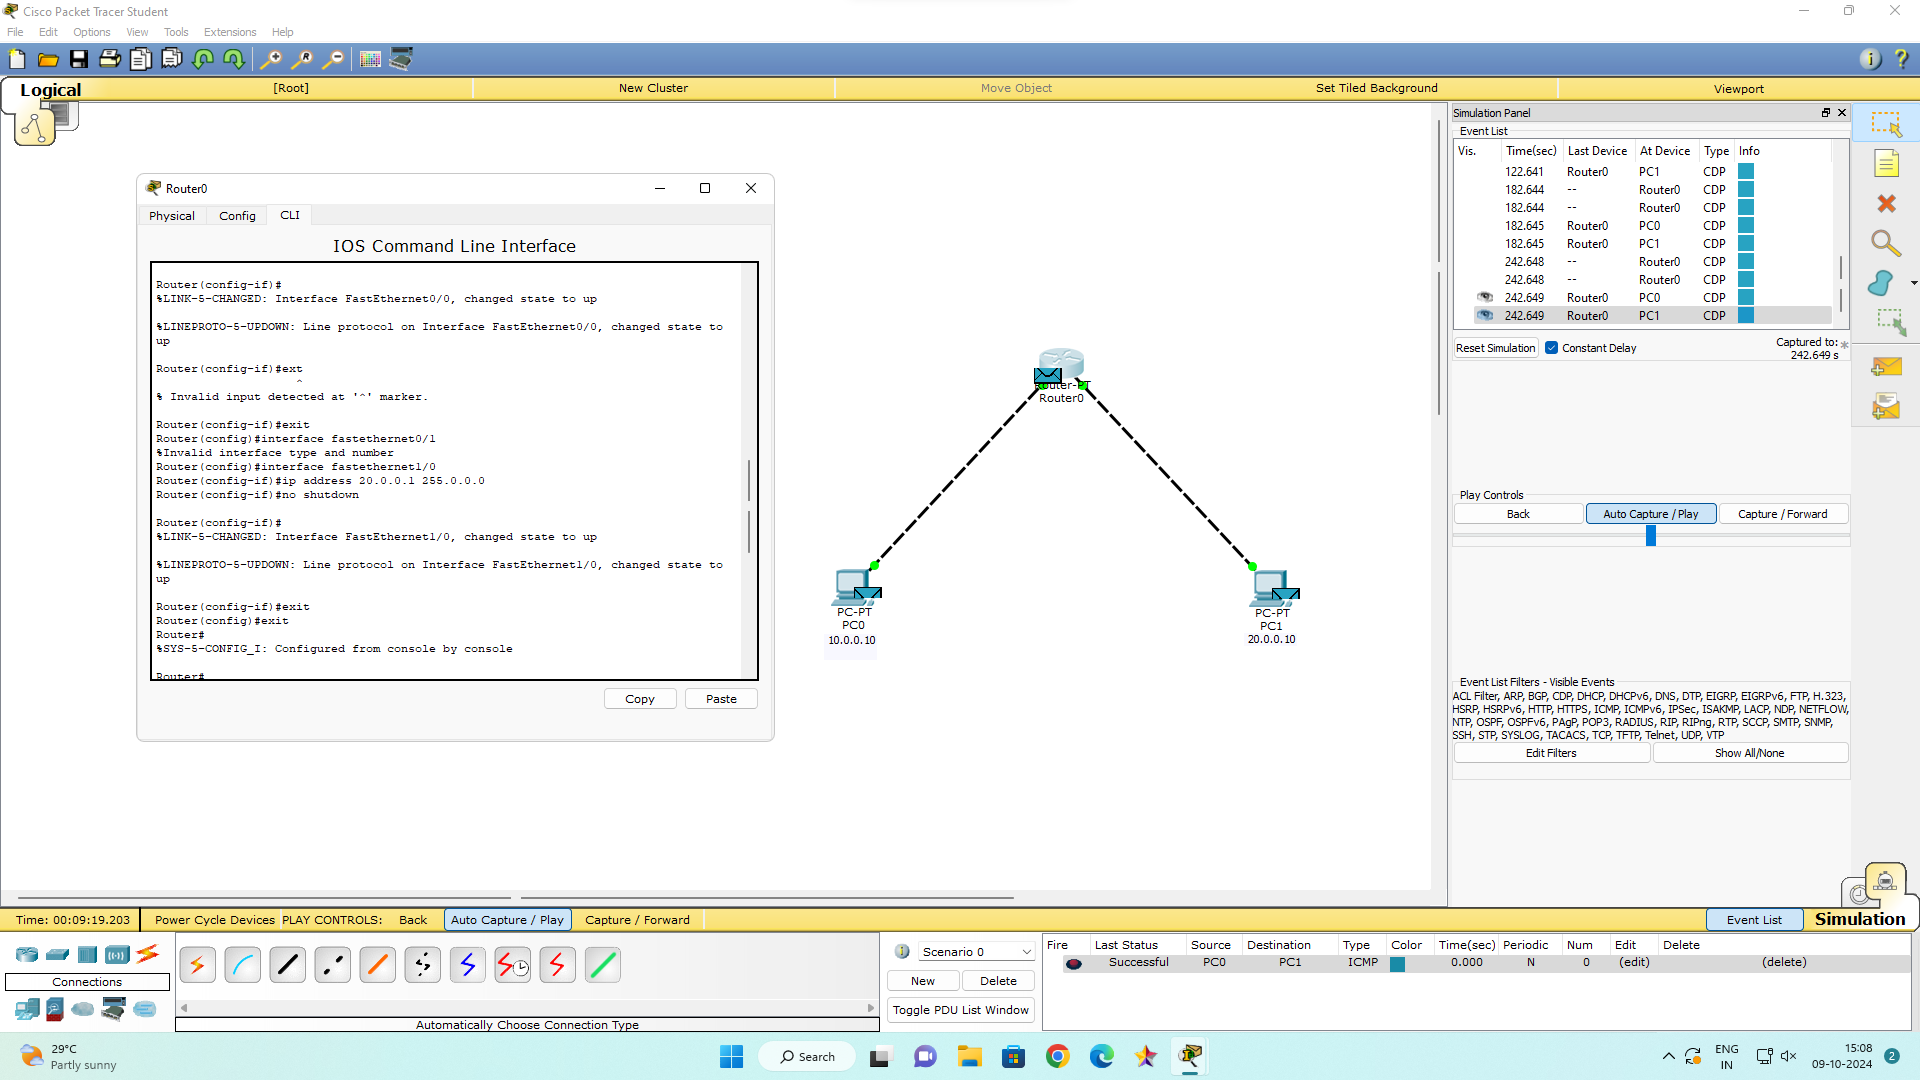 Cisco Packet Tracer Student
File Edit Options View Tools Extensions Help
Logical [Root] New Cluster Move Object Set Tiled Background Viewport
Router0
Physical Config CLI
IOS Command Line Interface
Router(config-if)#
%LINK-5-CHANGED: Interface FastEthernet0/0, changed state to up
%LINEPROTO-5-UPDOWN: Line protocol on Interface FastEthernet0/0, changed state to
up
Router(config-if)#ext
^
% Invalid input detected at '^' marker.
Router(config-if)#exit
Router(config)#interface fastethernet0/1
%Invalid interface type and number
Router(config)#interface fastethernet1/0
Router(config-if)#ip address 20.0.0.1 255.0.0.0
Router(config-if)#no shutdown
Router(config-if)#
%LINK-5-CHANGED: Interface FastEthernet1/0, changed state to up
%LINEPROTO-5-UPDOWN: Line protocol on Interface FastEthernet1/0, changed state to
up
Router(config-if)#exit
Router(config)#exit
Router#
%SYS-5-CONFIG_I: Configured from console by console
Router#
Copy Paste
Router-PT
Router0
PC-PT
PC0
10.0.0.10
PC-PT
PC1
20.0.0.10
Simulation Panel
Event List
Vis. Time(sec) Last Device At Device Type Info
122.641 Router0 PC1 CDP
182.644 -- Router0 CDP
182.644 -- Router0 CDP
182.645 Router0 PC0 CDP
182.645 Router0 PC1 CDP
242.648 -- Router0 CDP
242.648 -- Router0 CDP
242.649 Router0 PC0 CDP
242.649 Router0 PC1 CDP
Reset Simulation Constant Delay Captured to: *
242.649 s
Play Controls
Back Auto Capture / Play Capture / Forward
Event List Filters - Visible Events
ACL Filter, ARP, BGP, CDP, DHCP, DHCPv6, DNS, DTP, EIGRP, EIGRPv6, FTP, H.323,
HSRP, HSRPv6, HTTP, HTTPS, ICMP, ICMPv6, IPSec, ISAKMP, LACP, NDP, NETFLOW,
NTP, OSPF, OSPFv6, PAgP, POP3, RADIUS, RIP, RIPng, RTP, SCCP, SMTP, SNMP,
SSH, STP, SYSLOG, TACACS, TCP, TFTP, Telnet, UDP, VTP
Edit Filters Show All/None
Time: 00:09:19.203 Power Cycle Devices PLAY CONTROLS: Back Auto Capture / Play Capture / Forward Event List Simulation
Connections
Automatically Choose Connection Type
Scenario 0
New Delete
Toggle PDU List Window
Fire Last Status Source Destination Type Color Time(sec) Periodic Num Edit Delete
Successful PC0 PC1 ICMP 0.000 N 0 (edit) (delete)
29°C
Partly sunny
Search
ENG
IN
15:08
09-10-2024
2